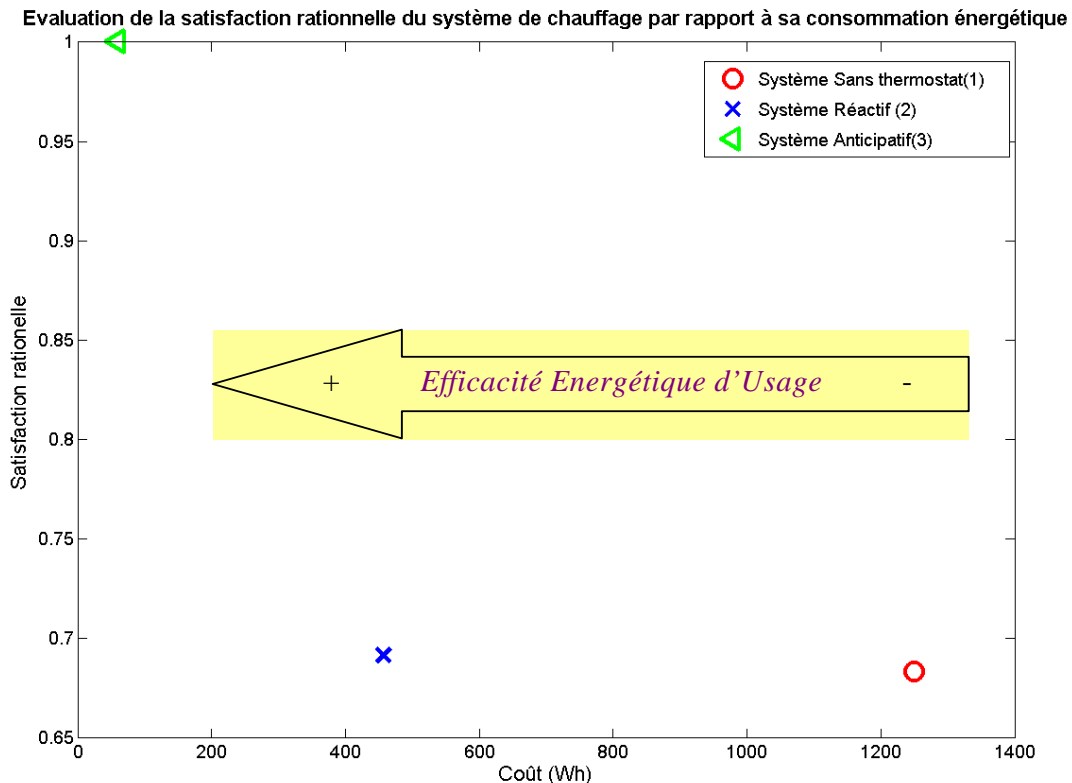 Evaluation de la satisfaction rationnelle du système de chauffage par rapport à sa consommation énergétique
1
0.95
0.9
0.85
0.8
0.75
0.7
0.65
Satisfaction rationelle
Système Sans thermostat(1)
Système Réactif (2)
Système Anticipatif(3)
+ Efficacité Energétique d'Usage -
0 200 400 600 800 1000 1200 1400
Coût (Wh)